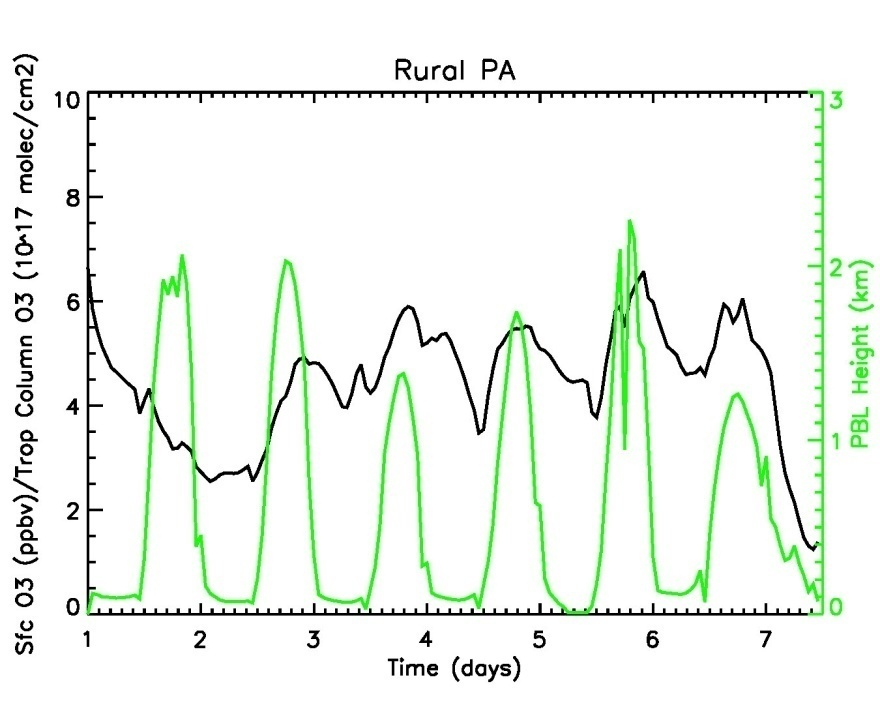 Rural PA
Sfc O3 (ppbv)/Trop Column O3 (10^17 molec/cm2)
10
8
6
4
2
0
3
2
1
0
PBL Height (km)
1 2 3 4 5 6 7
Time (days)